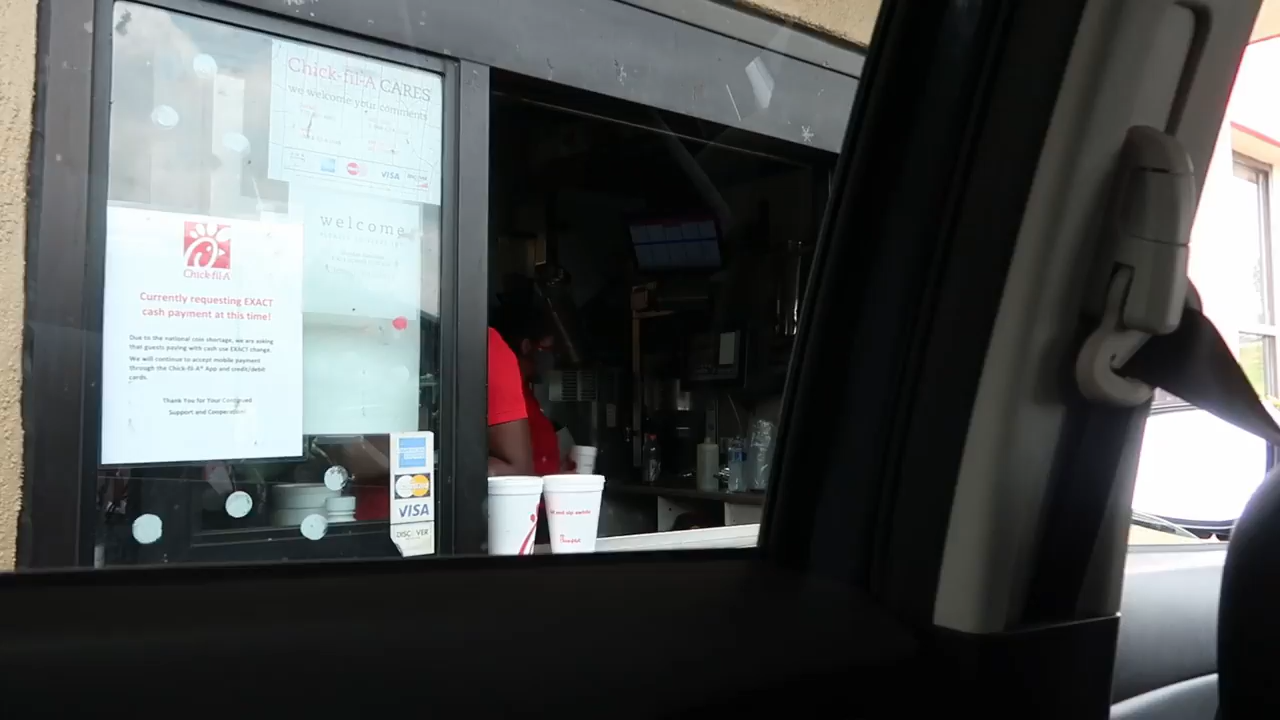 Chick-fil-A CARES
we welcome your comments
VISA
welcome
Chick-fil-A
Currently requesting EXACT
cash payment at this time!
Due to the national coin shortage, we are asking
that guests paying with cash use EXACT change.
We will continue to accept mobile payment
through the Chick-fil-A® App and credit/debit
cards.
Thank You for Your Continued
Support and Cooperation
VISA
DISCOVER
and sip awhile